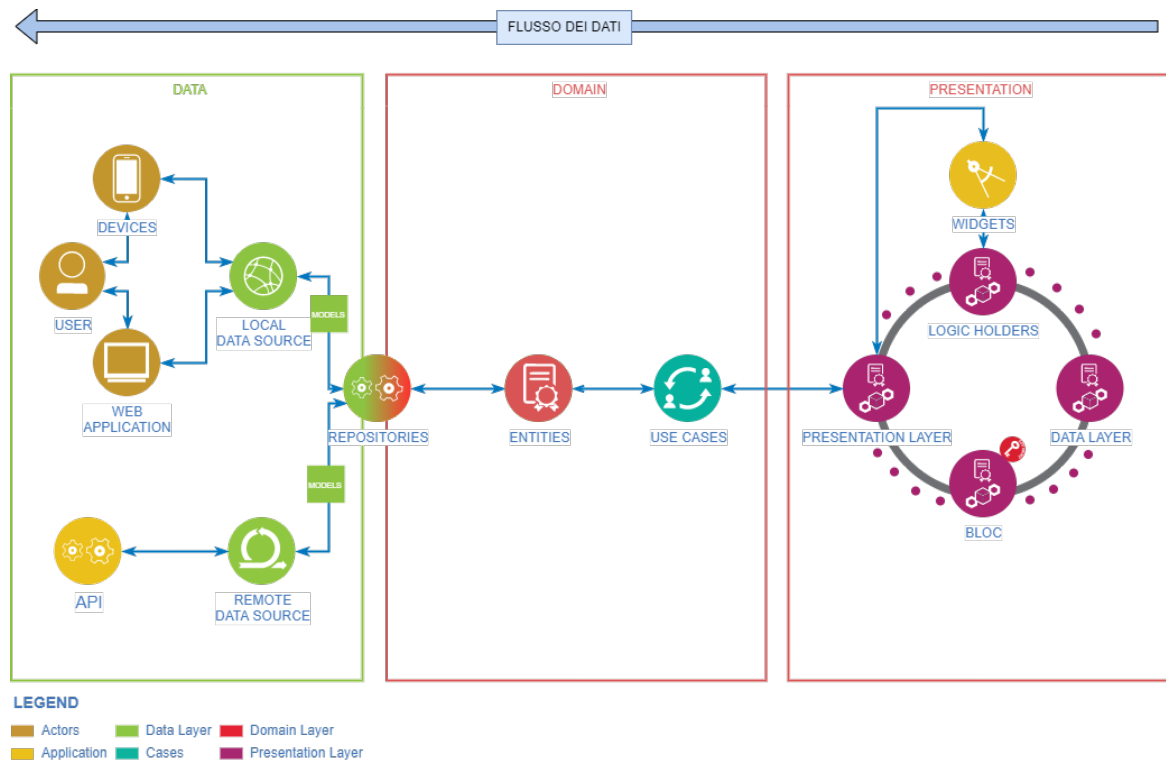 FLUSSO DEI DATI
DATA
DOMAIN
PRESENTATION
DEVICES
WIDGETS
USER
LOCAL
DATA SOURCE
MODELS
LOGIC HOLDERS
WEB
APPLICATION
REPOSITORIES
ENTITIES
USE CASES
PRESENTATION LAYER
DATA LAYER
MODELS
BLOC
API
REMOTE
DATA SOURCE
LEGEND
Actors
Data Layer
Domain Layer
Application
Cases
Presentation Layer